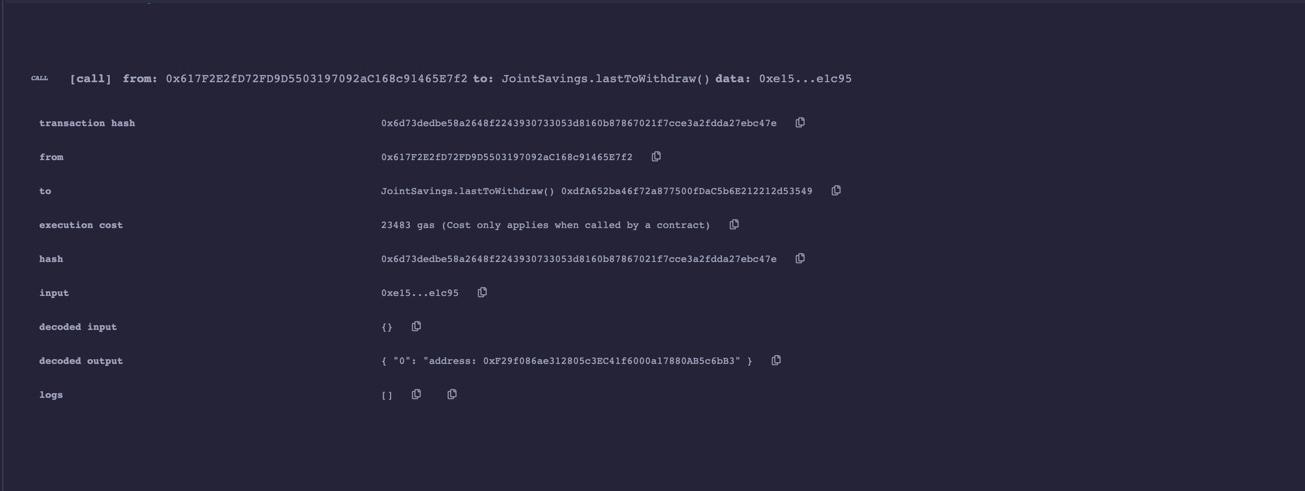 CALL [call] from: 0x617F2E2fD72FD9D5503197092aC168c91465E7f2 to: JointSavings.lastToWithdraw() data: 0xe15...e1c95
transaction hash 0x6d73dedbe58a2648f2243930733053d8160b87867021f7cce3a2fdda27ebc47e
from 0x617F2E2fD72FD9D5503197092aC168c91465E7f2
to JointSavings.lastToWithdraw() 0xdfA652ba46f72a877500fDaC5b6E212212d53549
execution cost 23483 gas (Cost only applies when called by a contract)
hash 0x6d73dedbe58a2648f2243930733053d8160b87867021f7cce3a2fdda27ebc47e
input 0xe15...e1c95
decoded input {}
decoded output { "0": "address: 0xF29f086ae312805c3EC41f6000a17880AB5c6bB3" }
logs []